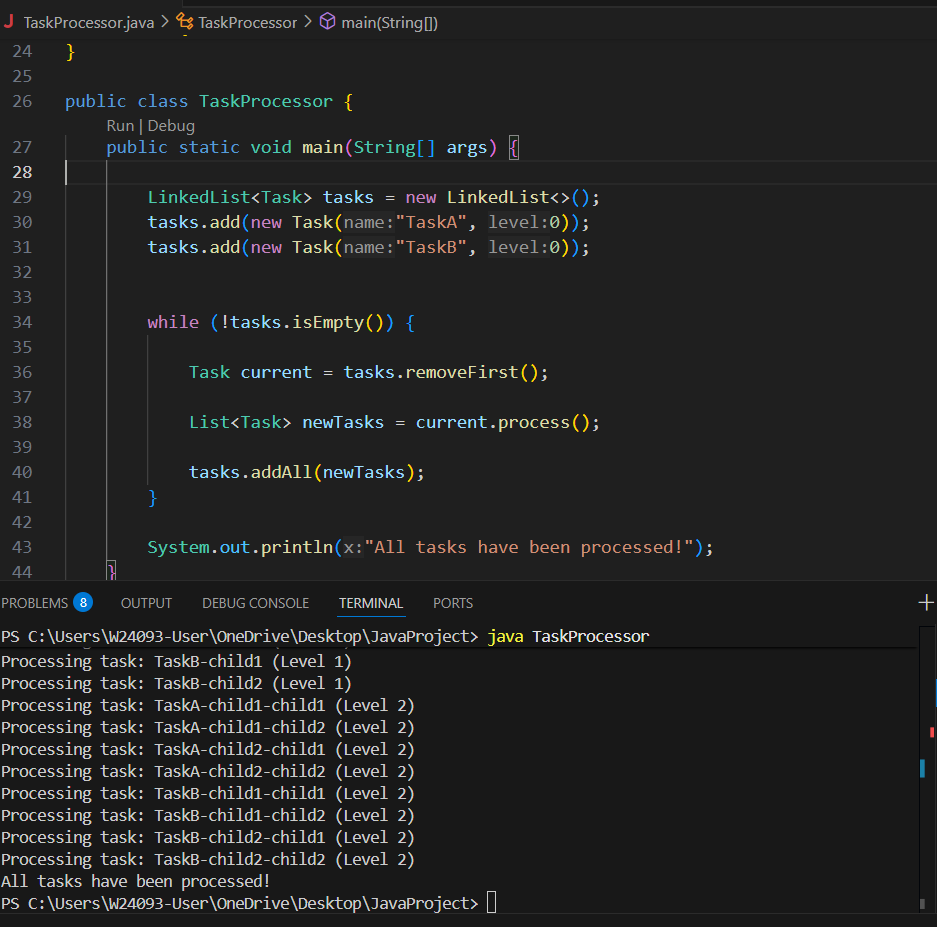 J TaskProcessor.java > TaskProcessor > main(String[])
24 }
25
26 public class TaskProcessor {
Run | Debug
27 public static void main(String[] args) {
28
29 LinkedList<Task> tasks = new LinkedList<>();
30 tasks.add(new Task(name:"TaskA", level:0));
31 tasks.add(new Task(name:"TaskB", level:0));
32
33
34 while (!tasks.isEmpty()) {
35
36 Task current = tasks.removeFirst();
37
38 List<Task> newTasks = current.process();
39
40 tasks.addAll(newTasks);
41 }
42
43 System.out.println(x:"All tasks have been processed!");
44 }
PROBLEMS 8 OUTPUT DEBUG CONSOLE TERMINAL PORTS +
PS C:\Users\W24093-User\OneDrive\Desktop\JavaProject> java TaskProcessor
Processing task: TaskB-child1 (Level 1)
Processing task: TaskB-child2 (Level 1)
Processing task: TaskA-child1-child1 (Level 2)
Processing task: TaskA-child1-child2 (Level 2)
Processing task: TaskA-child2-child1 (Level 2)
Processing task: TaskA-child2-child2 (Level 2)
Processing task: TaskB-child1-child1 (Level 2)
Processing task: TaskB-child1-child2 (Level 2)
Processing task: TaskB-child2-child1 (Level 2)
Processing task: TaskB-child2-child2 (Level 2)
All tasks have been processed!
PS C:\Users\W24093-User\OneDrive\Desktop\JavaProject>